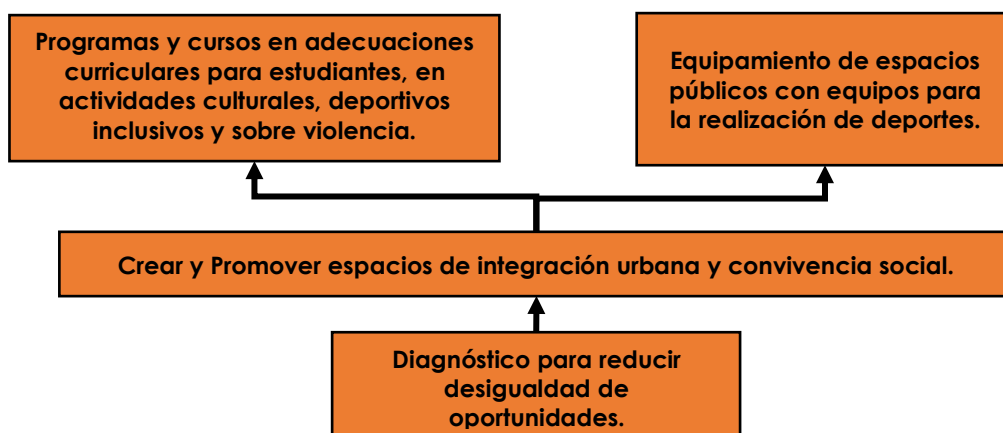 Programas y cursos en adecuaciones
curriculares para estudiantes, en
actividades culturales, deportivos
inclusivos y sobre violencia.
Equipamiento de espacios
públicos con equipos para
la realización de deportes.
Crear y Promover espacios de integración urbana y convivencia social.
Diagnóstico para reducir
desigualdad de
oportunidades.